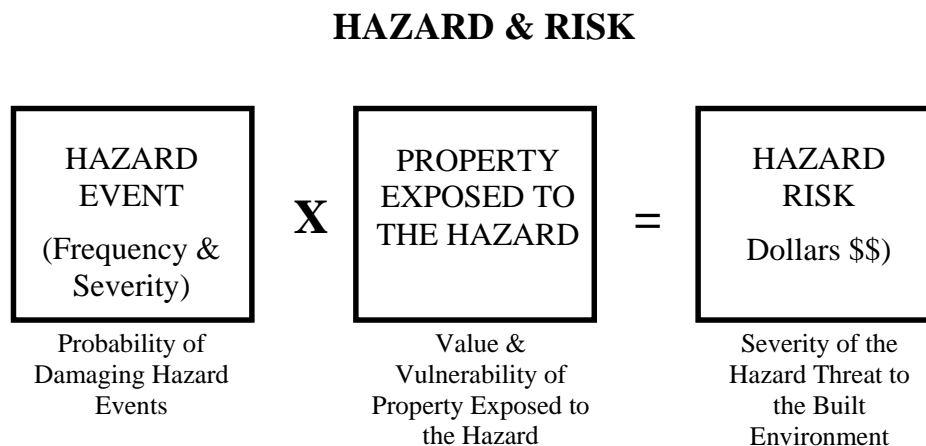 HAZARD & RISK
HAZARD
EVENT
(Frequency &
Severity)
X
PROPERTY
EXPOSED TO
THE HAZARD
=
HAZARD
RISK
Dollars $$)
Probability of
Damaging Hazard
Events
Value &
Vulnerability of
Property Exposed to
the Hazard
Severity of the
Hazard Threat to
the Built
Environment